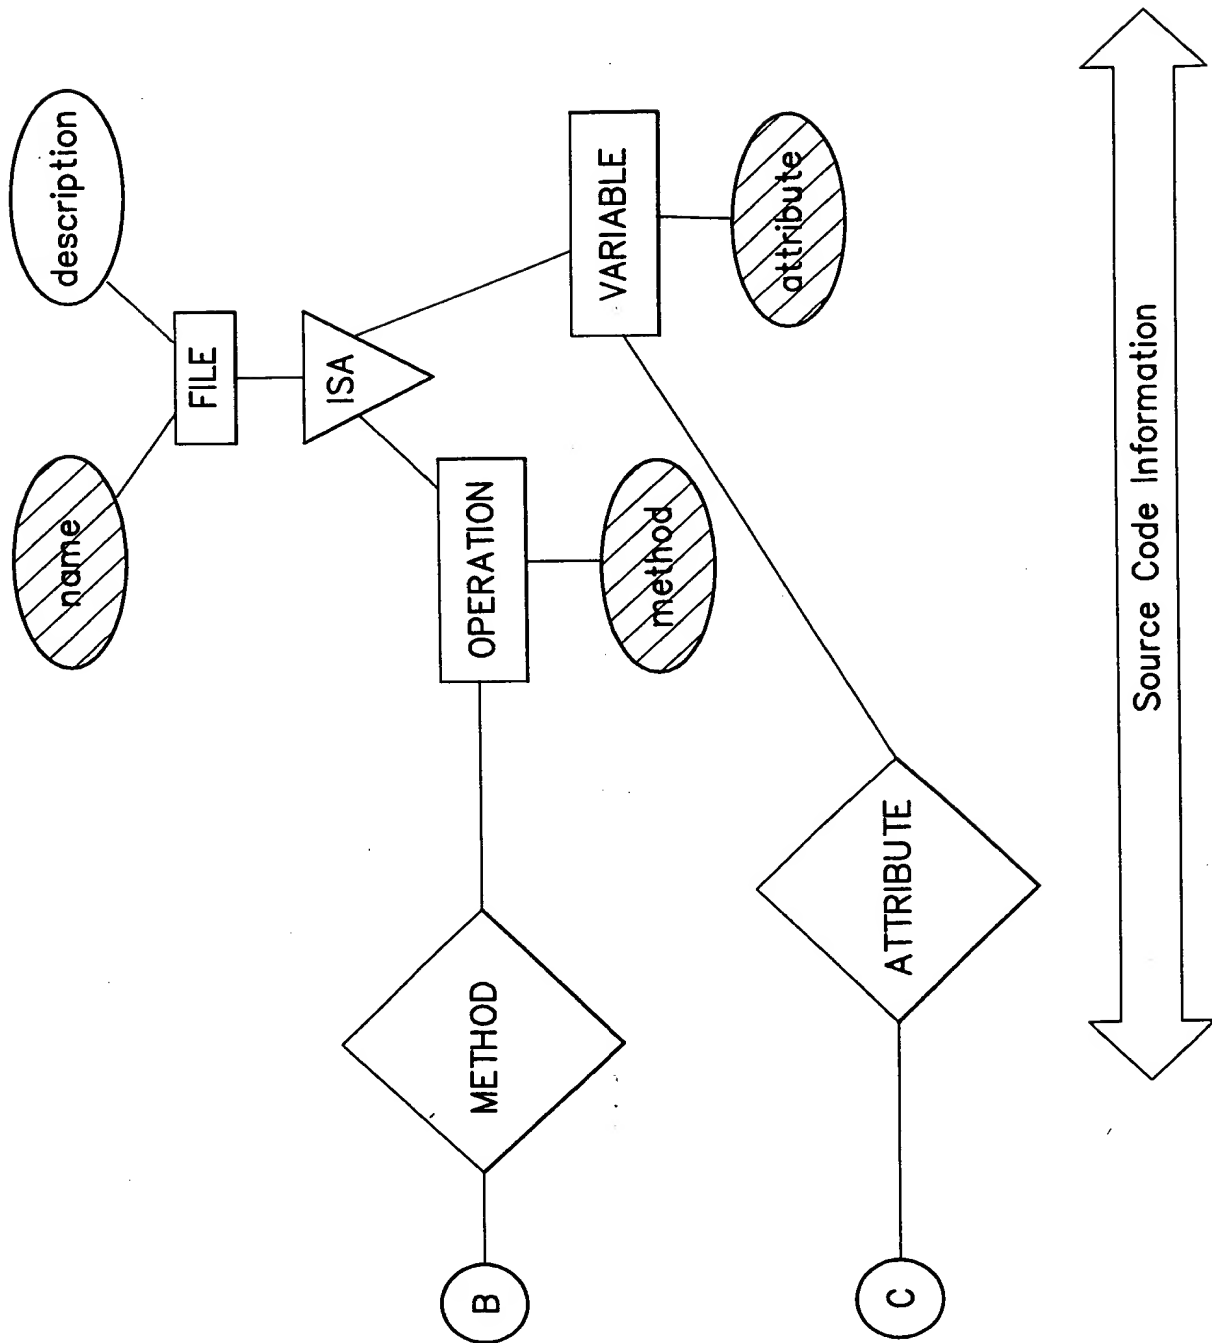 name
description
FILE
ISA
OPERATION
VARIABLE
method
attribute
METHOD
ATTRIBUTE
B
C
Source Code Information